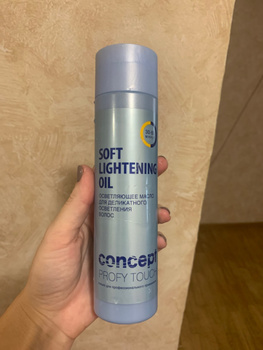 SOFT
LIGHTENING
OIL
ОСВЕТЛЯЮЩЕЕ МАСЛО
ДЛЯ ДЕЛИКАТНОГО
ОСВЕТЛЕНИЯ
ВОЛОС
concept
PROFY TOUCH